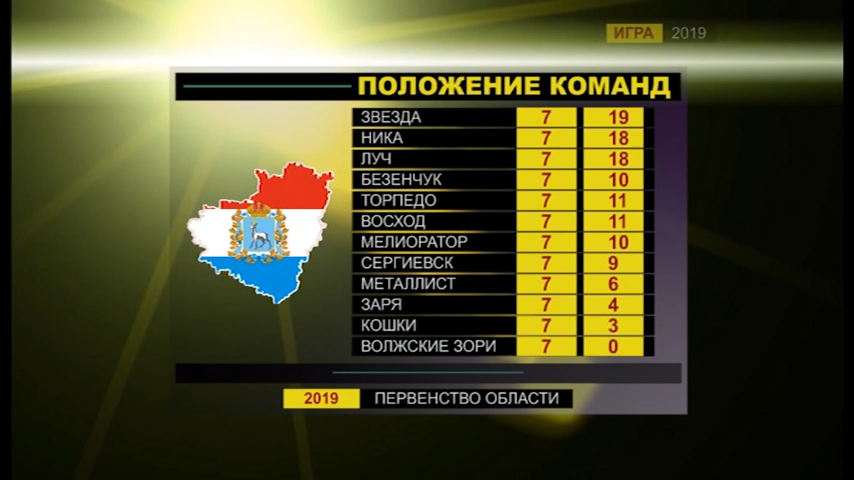 ИГРА 2019
ПОЛОЖЕНИЕ КОМАНД
ЗВЕЗДА 7 19
НИКА 7 18
ЛУЧ 7 18
БЕЗЕНЧУК 7 10
ТОРПЕДО 7 11
ВОСХОД 7 11
МЕЛИОРАТОР 7 10
СЕРГИЕВСК 7 9
МЕТАЛЛИСТ 7 6
ЗАРЯ 7 4
КОШКИ 7 3
ВОЛЖСКИЕ ЗОРИ 7 0
2019 ПЕРВЕНСТВО ОБЛАСТИ